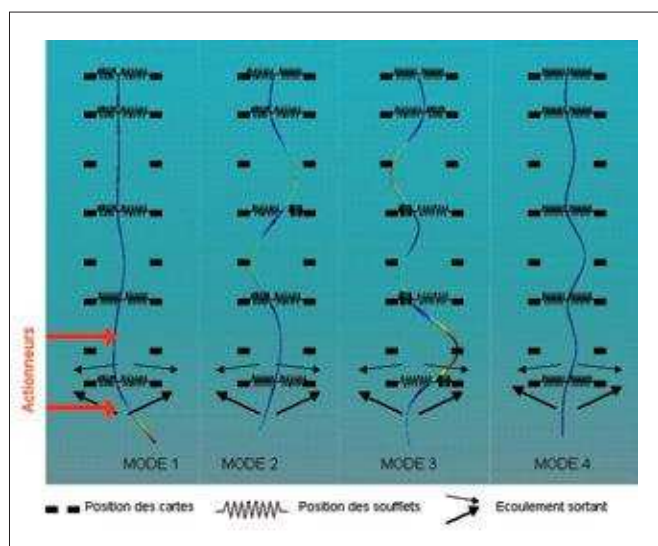 Actionneurs
MODE 1 MODE 2 MODE 3 MODE 4
Position des cartes Position des soufflets Ecoulement sortant